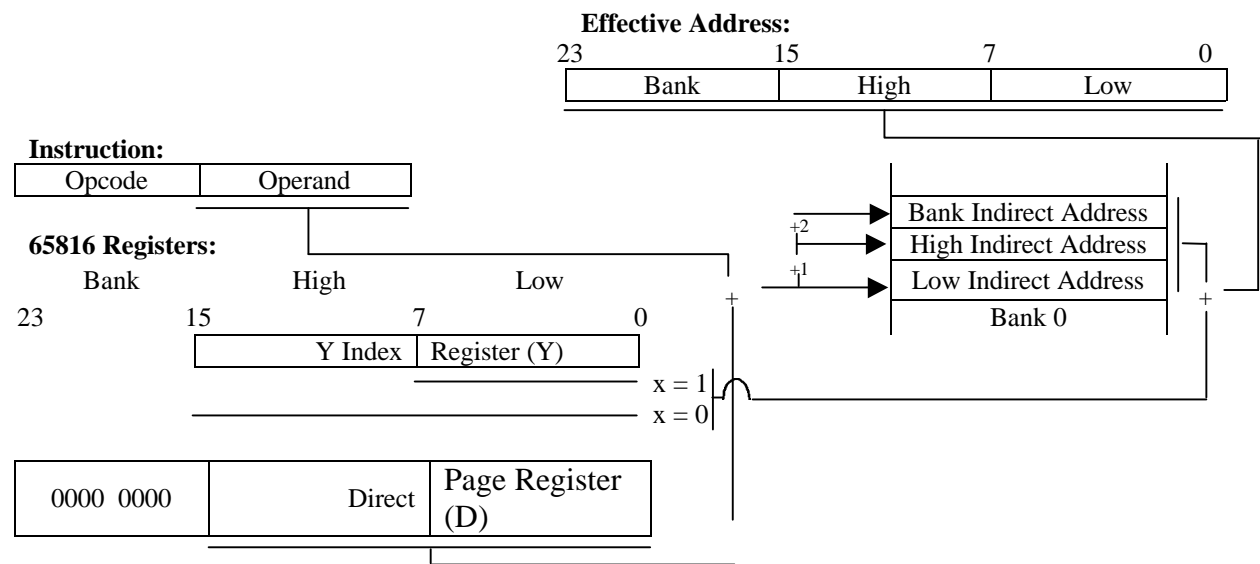 Effective Address:
23 15 7 0
Bank High Low
Instruction:
Opcode Operand
Bank Indirect Address
+2
High Indirect Address
+1
Low Indirect Address
Bank 0
+
65816 Registers:
Bank High Low
23 15 7 0
+
Y Index Register (Y)
x = 1
x = 0
0000 0000 Direct Page Register
(D)